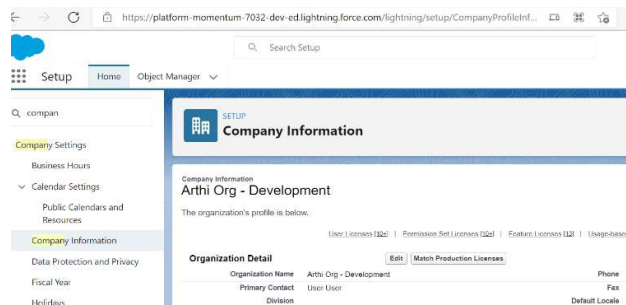 https://platform-momentum-7032-dev-ed.lightning.force.com/lightning/setup/CompanyProfileInf...
Search Setup
Setup Home Object Manager
compan
Company Settings
Business Hours
Calendar Settings
Public Calendars and
Resources
Company Information
Data Protection and Privacy
Fiscal Year
Holidays
SETUP
Company Information
Company Information
Arthi Org - Development
The organization's profile is below.
User Licenses [10+] | Permission Set Licenses [10+] | Feature Licenses [13] | Usage-base
Organization Detail Edit Match Production Licenses
Organization Name Arthi Org - Development Phone
Primary Contact User User Fax
Division Default Locale